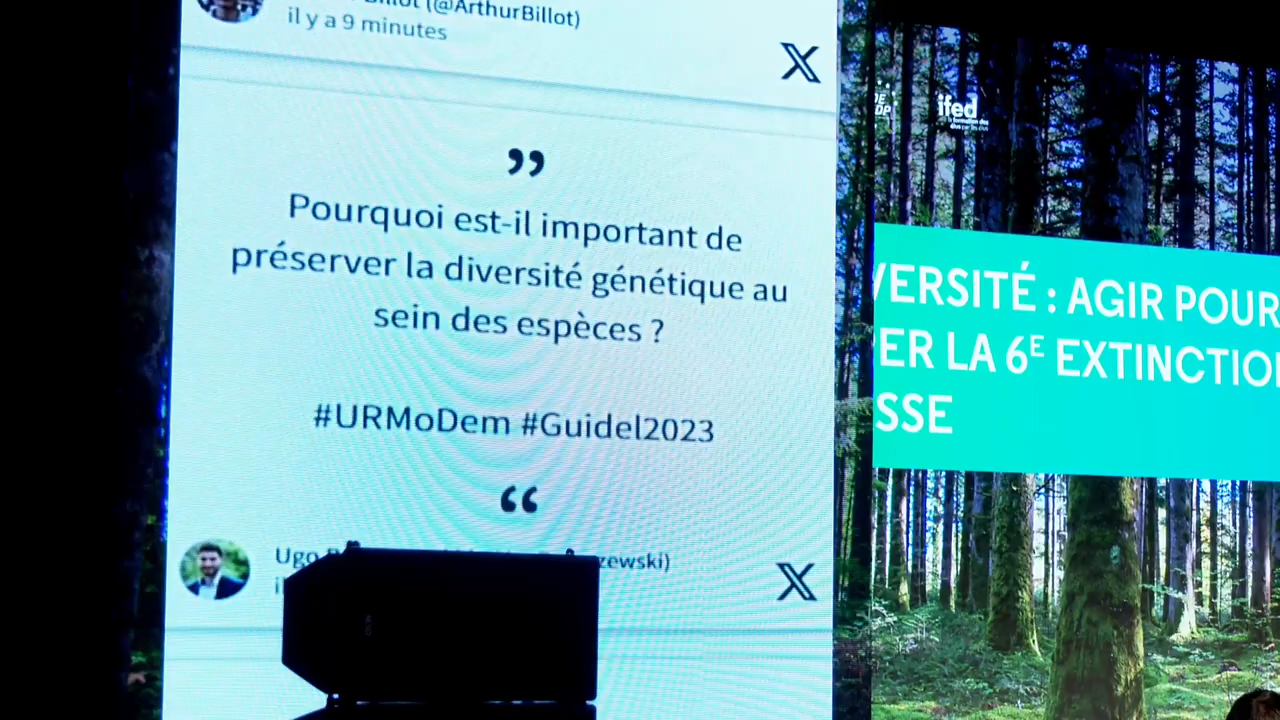 (@ArthurBillot)
il y a 9 minutes
X
”
Pourquoi est-il important de
préserver la diversité génétique au
sein des espèces ?
#URMoDem #Guidel2023
“
Ugo
zewski)
X
ifed
VERSITÉ : AGIR POUR
ER LA 6E EXTINCTIO
SSE